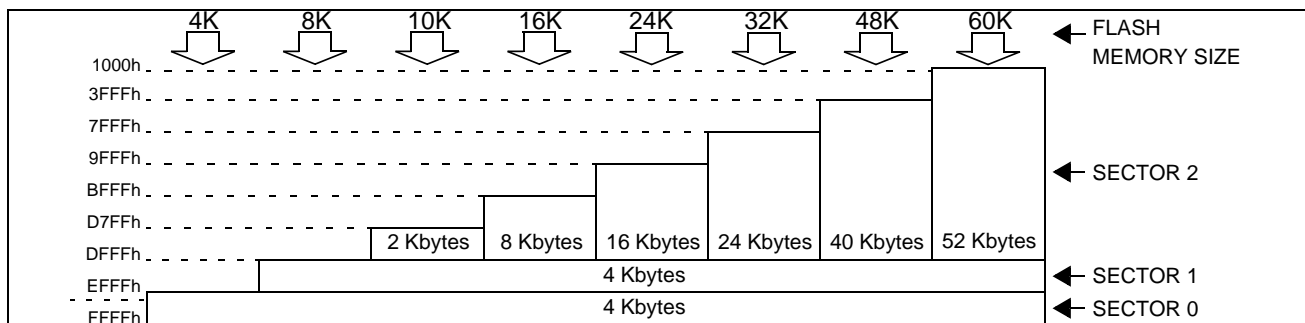 4K 8K 10K 16K 24K 32K 48K 60K
FLASH
MEMORY SIZE
1000h
3FFFh
7FFFh
9FFFh
SECTOR 2
BFFFh
D7FFh
2 Kbytes 8 Kbytes 16 Kbytes 24 Kbytes 40 Kbytes 52 Kbytes
DFFFh
4 Kbytes
SECTOR 1
EFFFh
4 Kbytes
SECTOR 0
FFFFh